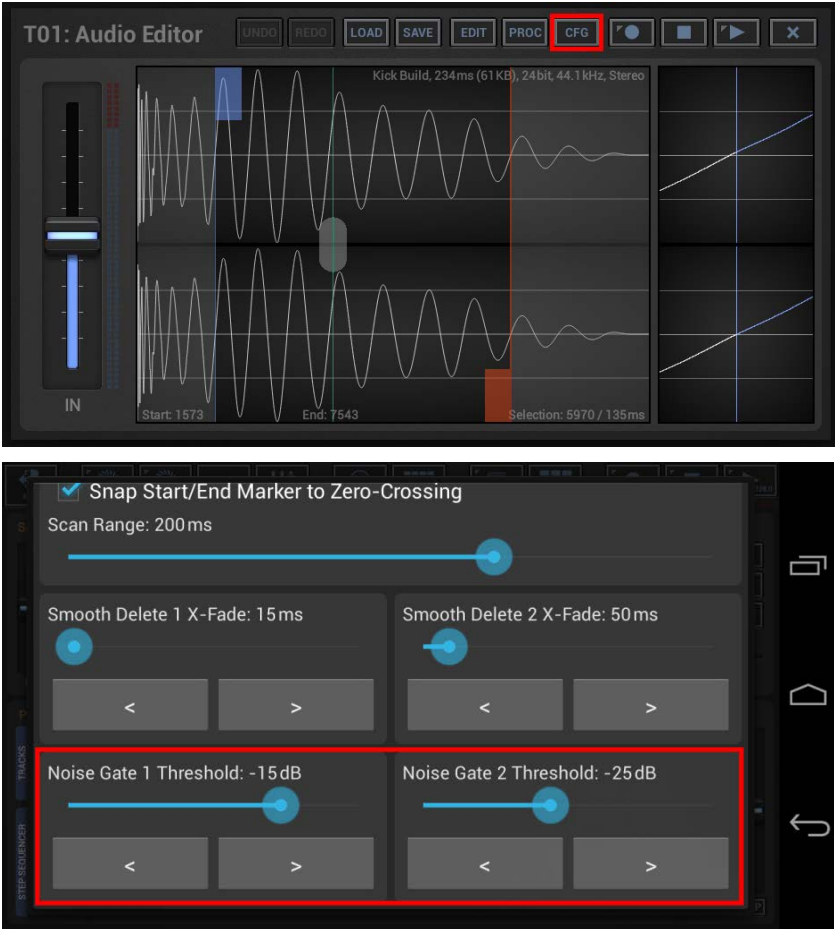 T01: Audio Editor
UNDO REDO LOAD SAVE EDIT PROC CFG
Kick Build, 234ms (61KB), 24bit, 44.1kHz, Stereo
IN
Start: 1573 End: 7543 Selection: 5970 / 135ms
Snap Start/End Marker to Zero-Crossing
Scan Range: 200ms
Smooth Delete 1 X-Fade: 15ms
Smooth Delete 2 X-Fade: 50ms
< > < >
TRACKS
Noise Gate 1 Threshold: -15dB
Noise Gate 2 Threshold: -25dB
< > < >
STEP SEQUENCER